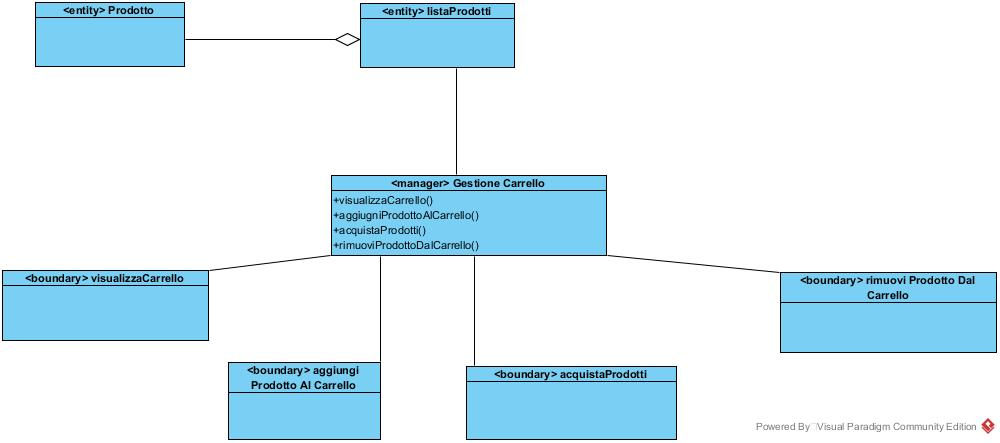 <entity> Prodotto
<entity> listaProdotti
<manager> Gestione Carrello
+visualizzaCarrello()
+aggiugniProdottoAlCarrello()
+acquistaProdotti()
+rimuoviProdottoDalCarrello()
<boundary> visualizzaCarrello
<boundary> rimuovi Prodotto Dal
Carrello
<boundary> aggiungi
Prodotto Al Carrello
<boundary> acquistaProdotti
Powered By Visual Paradigm Community Edition